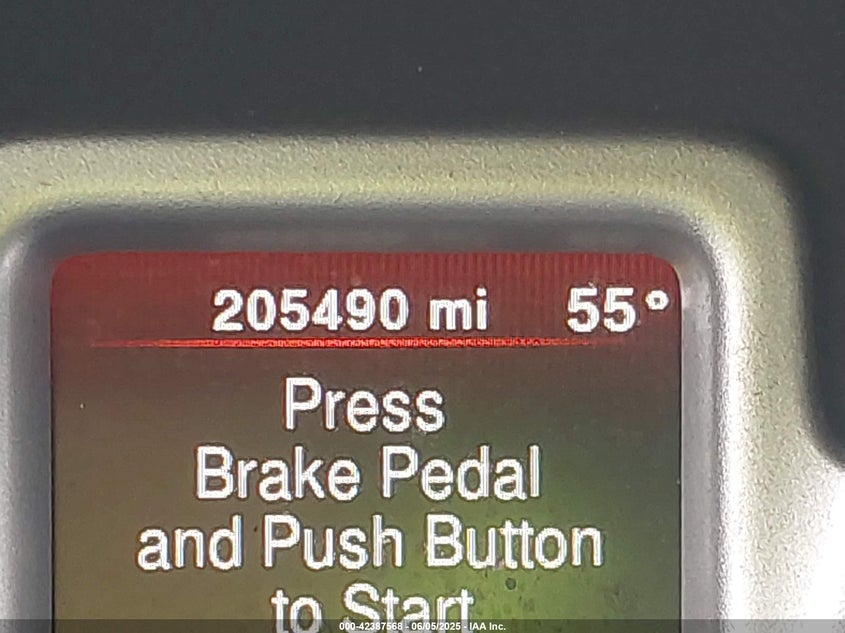 205490 mi 55°
Press
Brake Pedal
and Push Button
to Start
000-42387568 - 06/05/2025 - IAA Inc.